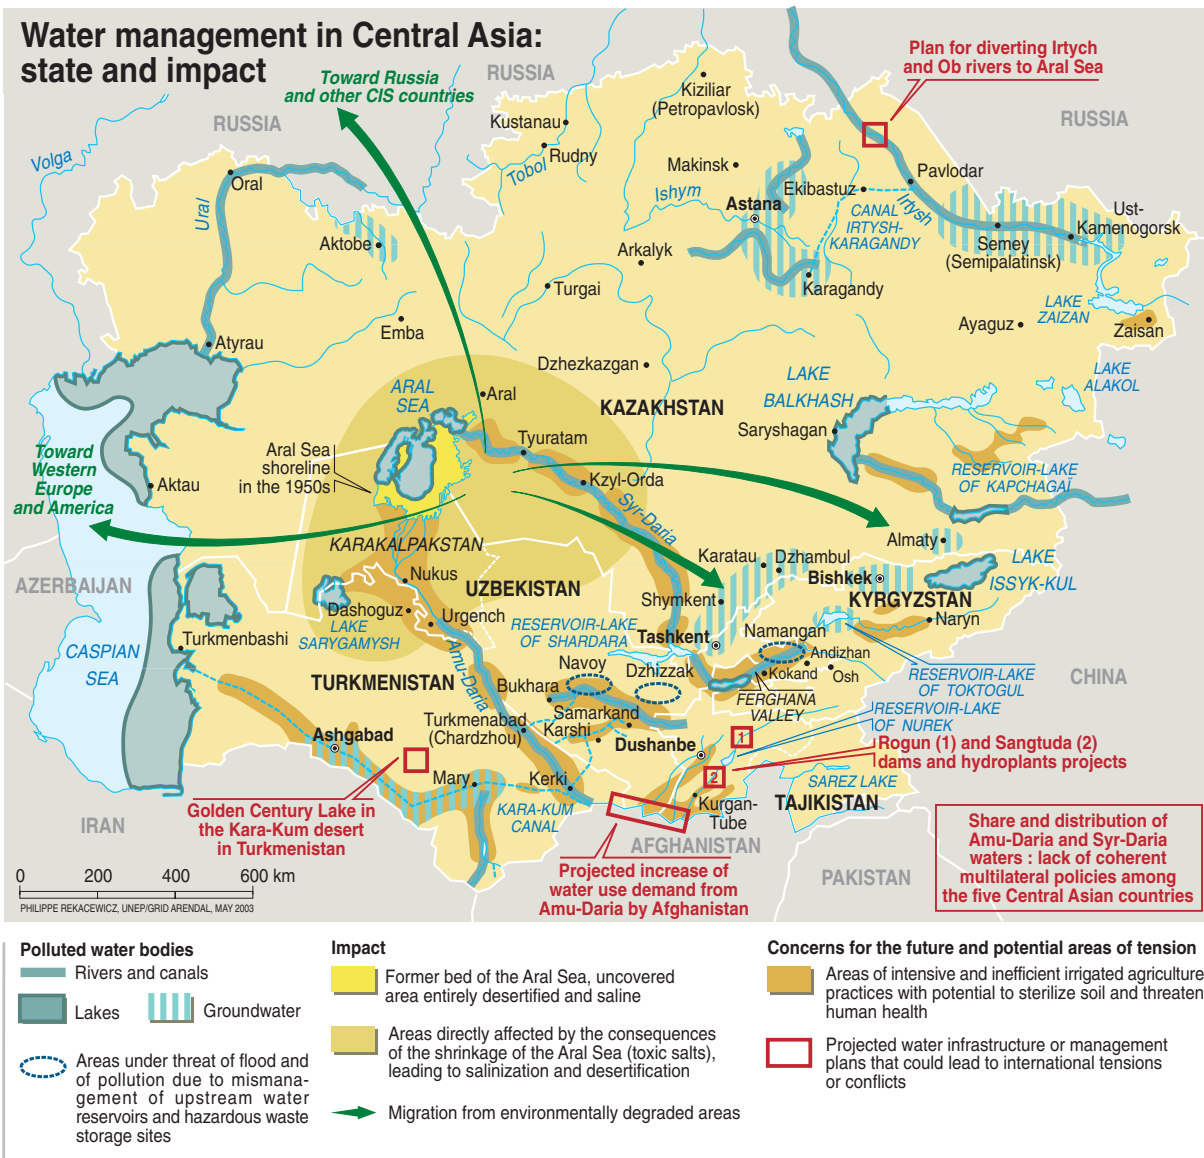 Water management in Central Asia:
state and impact
Toward Russia
and other CIS countries
RUSSIA
RUSSIA
RUSSIA
Plan for diverting Irtych
and Ob rivers to Aral Sea
Volga
Oral
Ural
Kustanau
Rudny
Tobol
Kiziliar
(Petropavlosk)
Makinsk
Ishym
Astana
Ekibastuz
Pavlodar
Irtysh
CANAL
IRTYSH-
KARAGANDY
Ust-
Kamenogorsk
Semey
(Semipalatinsk)
Aktobe
Arkalyk
Turgai
Karagandy
LAKE
ZAIZAN
Zaisan
Ayaguz
Emba
Atyrau
Dzhezkazgan
LAKE
BALKHASH
LAKE
ALAKOL
ARAL
SEA
Aral
KAZAKHSTAN
Saryshagan
Toward
Western
Europe
and America
Aral Sea
shoreline
in the 1950s
Tyuratam
Kzyl-Orda
Syr-Daria
RESERVOIR-LAKE
OF KAPCHAGAÏ
Aktau
KARAKALPAKSTAN
Almaty
AZERBAIJAN
Nukus
UZBEKISTAN
Karatau
Dzhambul
Bishkek
LAKE
ISSYK-KUL
Shymkent
KYRGYZSTAN
Dashoguz
Urgench
LAKE
SARYGAMYSH
RESERVOIR-LAKE
OF SHARDARA
Tashkent
Namangan
Naryn
Turkmenbashi
CASPIAN
SEA
Amu-Daria
Navoy
Dzhizzak
Andizhan
Kokand
Osh
RESERVOIR-LAKE
OF TOKTOGUL
CHINA
TURKMENISTAN
Bukhara
FERGHANA
VALLEY
RESERVOIR-LAKE
OF NUREK
Samarkand
Turkmenabad
(Chardzhou)
Karshi
Ashgabad
Dushanbe
1
2
Rogun (1) and Sangtuda (2)
dams and hydroplants projects
Mary
Kerki
SAREZ LAKE
Kurgan-
Tube
TAJIKISTAN
KARA-KUM
CANAL
Golden Century Lake in
the Kara-Kum desert
in Turkmenistan
IRAN
AFGHANISTAN
Projected increase of
water use demand from
Amu-Daria by Afghanistan
PAKISTAN
Share and distribution of
Amu-Daria and Syr-Daria
waters : lack of coherent
multilateral policies among
the five Central Asian countries
0 200 400 600 km
PHILIPPE REKACEWICZ, UNEP/GRID ARENDAL, MAY 2003
Polluted water bodies
Rivers and canals
Lakes
Groundwater
Areas under threat of flood and
of pollution due to mismana-
gement of upstream water
reservoirs and hazardous waste
storage sites
Impact
Former bed of the Aral Sea, uncovered
area entirely desertified and saline
Areas directly affected by the consequences
of the shrinkage of the Aral Sea (toxic salts),
leading to salinization and desertification
Migration from environmentally degraded areas
Concerns for the future and potential areas of tension
Areas of intensive and inefficient irrigated agriculture
practices with potential to sterilize soil and threaten
human health
Projected water infrastructure or management
plans that could lead to international tensions
or conflicts